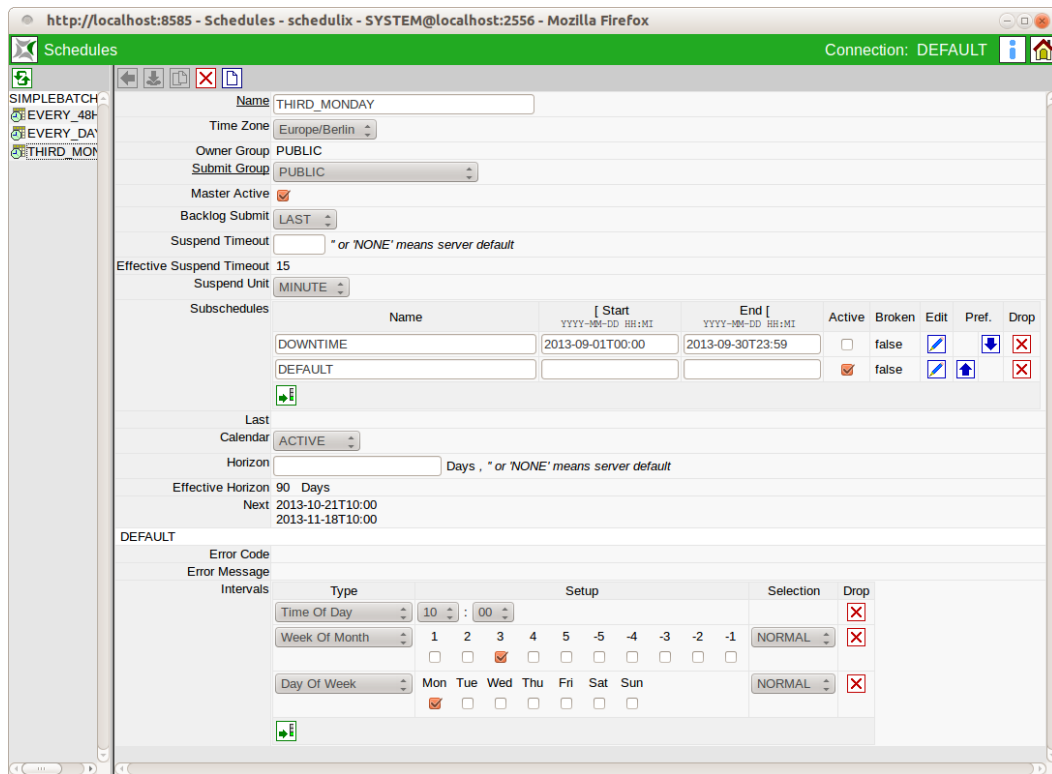 http://localhost:8585 - Schedules - schedulix - SYSTEM@localhost:2556 - Mozilla Firefox
Schedules Connection: DEFAULT
SIMPLEBATCH
EVERY_48H
EVERY_DAY
THIRD_MON
Name THIRD_MONDAY
Time Zone Europe/Berlin
Owner Group PUBLIC
Submit Group PUBLIC
Master Active
Backlog Submit LAST
Suspend Timeout '' or 'NONE' means server default
Effective Suspend Timeout 15
Suspend Unit MINUTE
Subschedules
Name [ Start End [ Active Broken Edit Pref. Drop
YYYY-MM-DD HH:MI YYYY-MM-DD HH:MI
DOWNTIME 2013-09-01T00:00 2013-09-30T23:59 false
DEFAULT false
Last
Calendar ACTIVE
Horizon Days , '' or 'NONE' means server default
Effective Horizon 90 Days
Next 2013-10-21T10:00
2013-11-18T10:00
DEFAULT
Error Code
Error Message
Intervals Type Setup Selection Drop
Time Of Day 10 : 00
Week Of Month 1 2 3 4 5 -5 -4 -3 -2 -1 NORMAL
Day Of Week Mon Tue Wed Thu Fri Sat Sun NORMAL